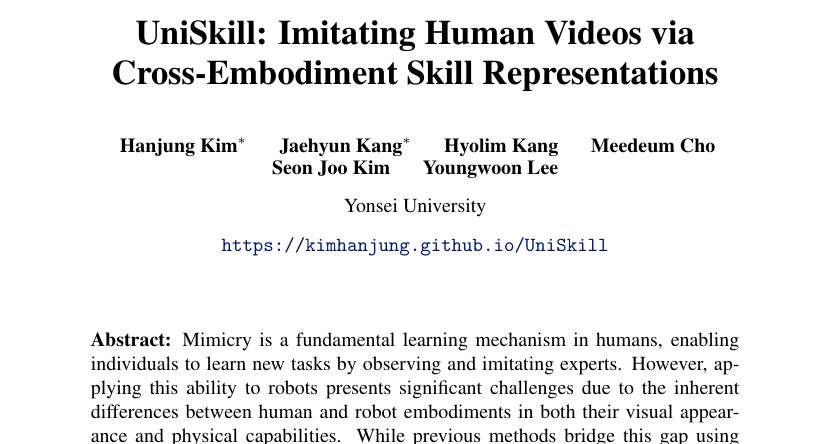 UniSkill: Imitating Human Videos via
Cross-Embodiment Skill Representations
Hanjung Kim* Jaehyun Kang* Hyolim Kang Meedeum Cho
Seon Joo Kim Youngwoon Lee
Yonsei University
https://kimhanjung.github.io/UniSkill
Abstract: Mimicry is a fundamental learning mechanism in humans, enabling
individuals to learn new tasks by observing and imitating experts. However, ap-
plying this ability to robots presents significant challenges due to the inherent
differences between human and robot embodiments in both their visual appear-
ance and physical capabilities. While previous methods bridge this gap using